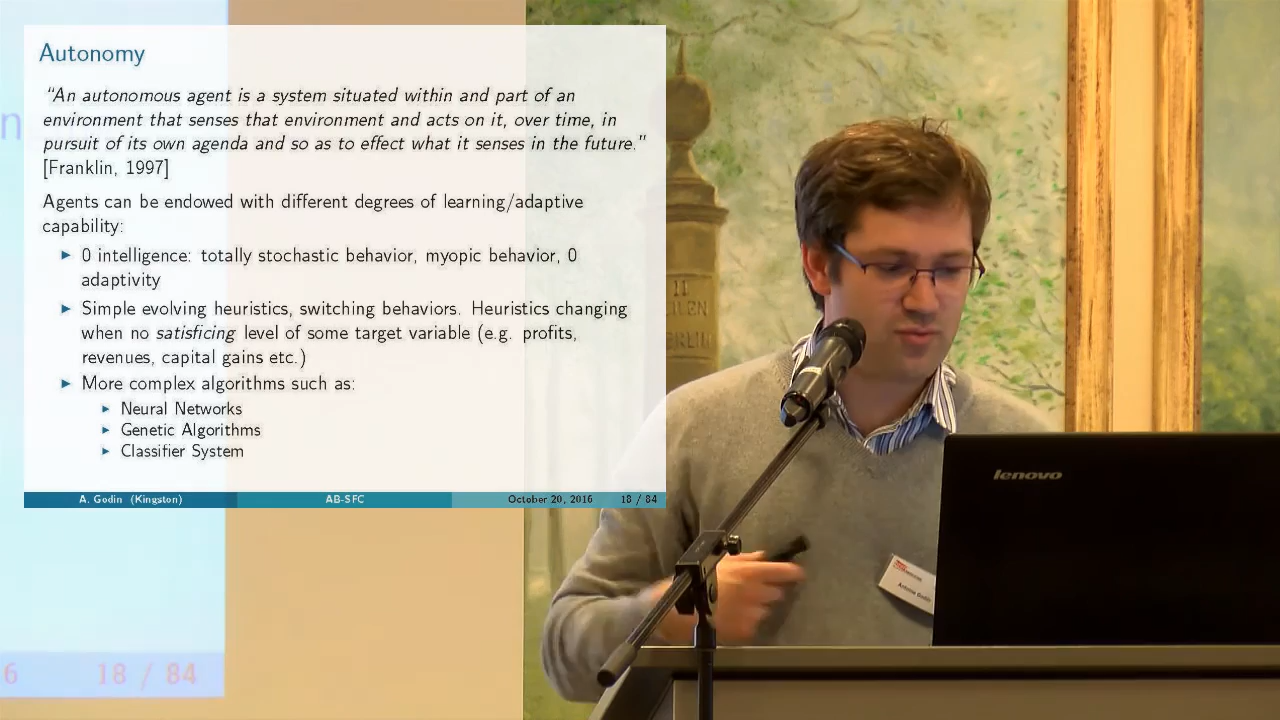 Autonomy
"An autonomous agent is a system situated within and part of an
environment that senses that environment and acts on it, over time, in
pursuit of its own agenda and so as to effect what it senses in the future."
[Franklin, 1997]
Agents can be endowed with different degrees of learning/adaptive
capability:
0 intelligence: totally stochastic behavior, myopic behavior, 0
adaptivity
Simple evolving heuristics, switching behaviors. Heuristics changing
when no satisficing level of some target variable (e.g. profits,
revenues, capital gains etc.)
More complex algorithms such as:
Neural Networks
Genetic Algorithms
Classifier System
A. Godin (Kingston) AB-SFC October 20, 2016 18 / 84
n
II
lenovo
6 18 / 84